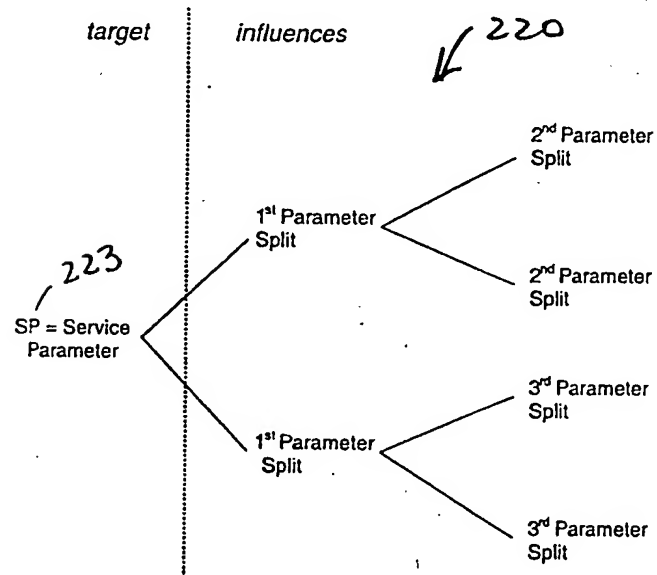 target influences 220
2nd Parameter
Split
1st Parameter
Split
2nd Parameter
Split
223
SP = Service
Parameter
3rd Parameter
Split
1st Parameter
Split
3rd Parameter
Split